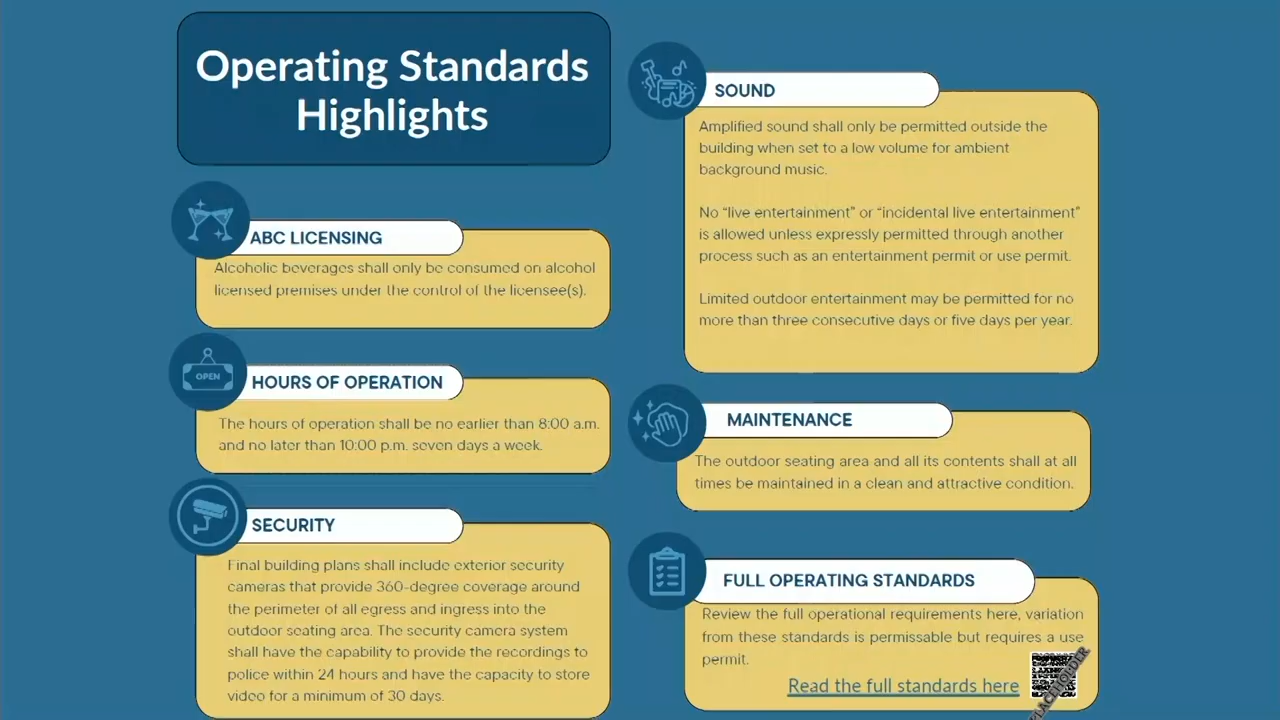 Operating Standards
Highlights
ABC LICENSING
Alcoholic beverages shall only be consumed on alcohol
licensed premises under the control of the licensee(s).
OPEN
HOURS OF OPERATION
The hours of operation shall be no earlier than 8:00 a.m.
and no later than 10:00 p.m. seven days a week.
SECURITY
Final building plans shall include exterior security
cameras that provide 360-degree coverage around
the perimeter of all egress and ingress into the
outdoor seating area. The security camera system
shall have the capability to provide the recordings to
police within 24 hours and have the capacity to store
video for a minimum of 30 days.
SOUND
Amplified sound shall only be permitted outside the
building when set to a low volume for ambient
background music.
No “live entertainment” or “incidental live entertainment”
is allowed unless expressly permitted through another
process such as an entertainment permit or use permit.
Limited outdoor entertainment may be permitted for no
more than three consecutive days or five days per year.
MAINTENANCE
The outdoor seating area and all its contents shall at all
times be maintained in a clean and attractive condition.
FULL OPERATING STANDARDS
Review the full operational requirements here, variation
from these standards is permissable but requires a use
permit.
Read the full standards here
PLACEHOLDER